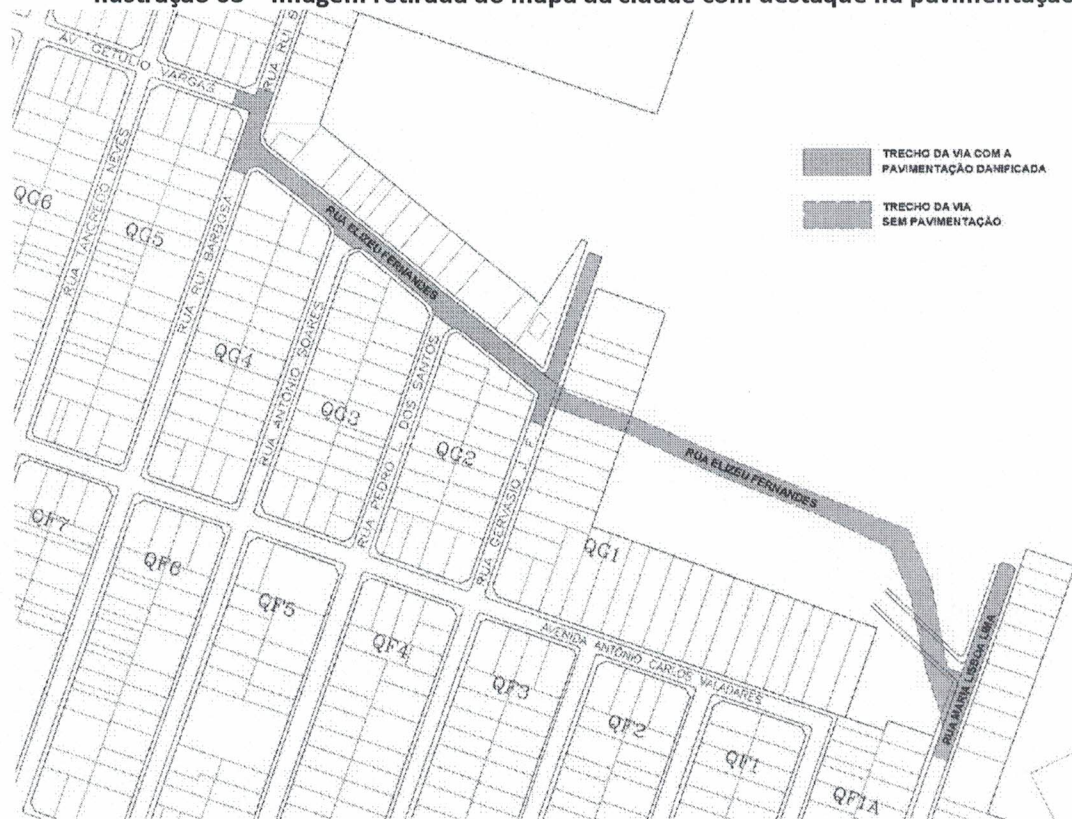 Imagem retirada do mapa da cidade com destaque na pavimentação
AV GETULIO VARGAS
RUA RUI
TRECHO DA VIA COM A
PAVIMENTAÇÃO DANIFICADA
TRECHO DA VIA
SEM PAVIMENTAÇÃO
QG6
RUA TANCREDO NEVES
QG5
RUA RUI BARBOSA
RUA ELIZEU FERNANDES
QG4
RUA ANTONIO SOARES
QG3
RUA PEDRO I. DOS SANTOS
QG2
RUA GERVASIO J F
RUA ELIZEU FERNANDES
QG1
QF7
QF6
QF5
QF4
QF3
QF2
QF1
QF1A
AVENIDA ANTÔNIO CARLOS VALADARES
RUA MARIA LISBOA LIMA